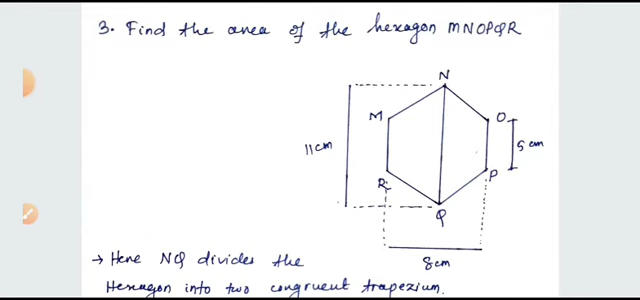 3. Find the area of the hexagon MNOPQR
N
M
O
11cm
5 cm
R
P
Q
8cm
→ Here NQ divides the
Hexagon into two congruent trapezium.